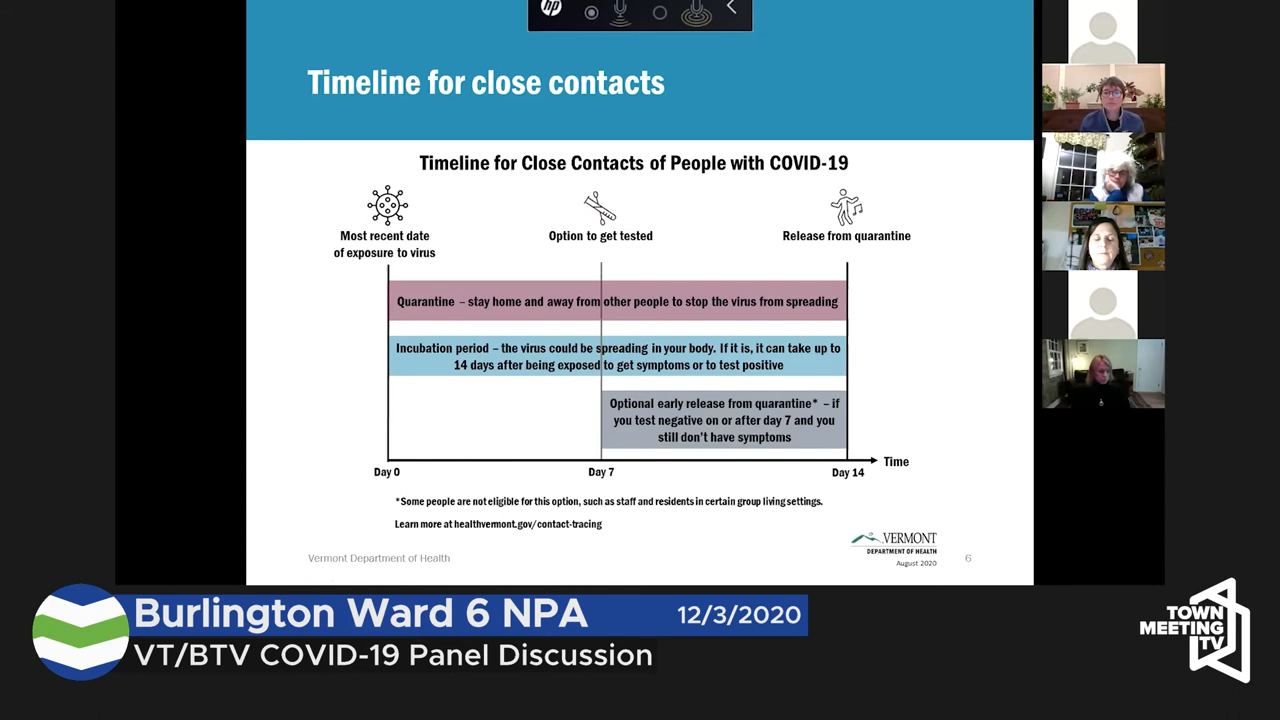 hp
Timeline for close contacts
Timeline for Close Contacts of People with COVID-19
Most recent date
of exposure to virus
Option to get tested
Release from quarantine
Quarantine – stay home and away from other people to stop the virus from spreading
Incubation period – the virus could be spreading in your body. If it is, it can take up to
14 days after being exposed to get symptoms or to test positive
Optional early release from quarantine* – if
you test negative on or after day 7 and you
still don't have symptoms
Time
Day 0
Day 7
Day 14
*Some people are not eligible for this option, such as staff and residents in certain group living settings.
Learn more at healthvermont.gov/contact-tracing
VERMONT
DEPARTMENT OF HEALTH
August 2020
Vermont Department of Health
6
Burlington Ward 6 NPA
12/3/2020
VT/BTV COVID-19 Panel Discussion
TOWN
MEETING
TV